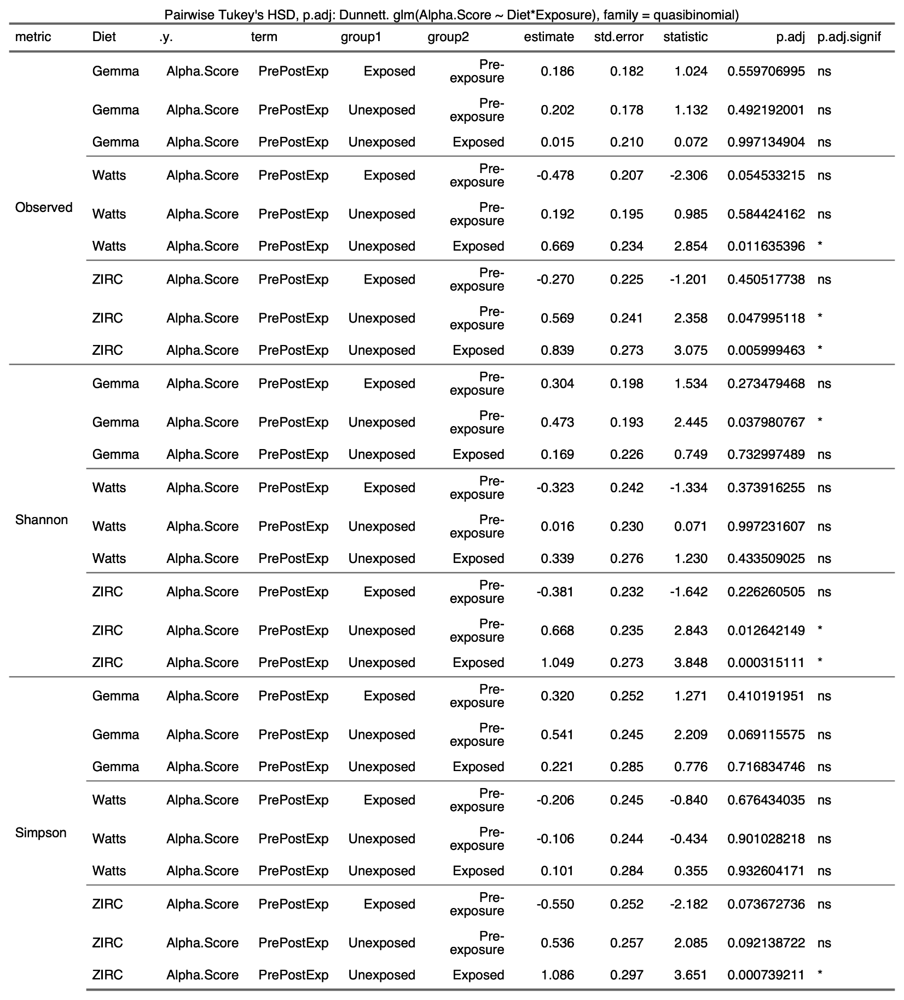 Pairwise Tukey's HSD, p.adj: Dunnett. glm(Alpha.Score ~ Diet*Exposure), family = quasibinomial)
metric Diet .y. term group1 group2 estimate std.error statistic p.adj p.adj.signif
Observed
Gemma Alpha.Score PrePostExp Exposed Pre-exposure 0.186 0.182 1.024 0.559706995 ns
Gemma Alpha.Score PrePostExp Unexposed Pre-exposure 0.202 0.178 1.132 0.492192001 ns
Gemma Alpha.Score PrePostExp Unexposed Exposed 0.015 0.210 0.072 0.997134904 ns
Watts Alpha.Score PrePostExp Exposed Pre-exposure -0.478 0.207 -2.306 0.054533215 ns
Watts Alpha.Score PrePostExp Unexposed Pre-exposure 0.192 0.195 0.985 0.584424162 ns
Watts Alpha.Score PrePostExp Unexposed Exposed 0.669 0.234 2.854 0.011635396 *
ZIRC Alpha.Score PrePostExp Exposed Pre-exposure -0.270 0.225 -1.201 0.450517738 ns
ZIRC Alpha.Score PrePostExp Unexposed Pre-exposure 0.569 0.241 2.358 0.047995118 *
ZIRC Alpha.Score PrePostExp Unexposed Exposed 0.839 0.273 3.075 0.005999463 *
Shannon
Gemma Alpha.Score PrePostExp Exposed Pre-exposure 0.304 0.198 1.534 0.273479468 ns
Gemma Alpha.Score PrePostExp Unexposed Pre-exposure 0.473 0.193 2.445 0.037980767 *
Gemma Alpha.Score PrePostExp Unexposed Exposed 0.169 0.226 0.749 0.732997489 ns
Watts Alpha.Score PrePostExp Exposed Pre-exposure -0.323 0.242 -1.334 0.373916255 ns
Watts Alpha.Score PrePostExp Unexposed Pre-exposure 0.016 0.230 0.071 0.997231607 ns
Watts Alpha.Score PrePostExp Unexposed Exposed 0.339 0.276 1.230 0.433509025 ns
ZIRC Alpha.Score PrePostExp Exposed Pre-exposure -0.381 0.232 -1.642 0.226260505 ns
ZIRC Alpha.Score PrePostExp Unexposed Pre-exposure 0.668 0.235 2.843 0.012642149 *
ZIRC Alpha.Score PrePostExp Unexposed Exposed 1.049 0.273 3.848 0.000315111 *
Simpson
Gemma Alpha.Score PrePostExp Exposed Pre-exposure 0.320 0.252 1.271 0.410191951 ns
Gemma Alpha.Score PrePostExp Unexposed Pre-exposure 0.541 0.245 2.209 0.069115575 ns
Gemma Alpha.Score PrePostExp Unexposed Exposed 0.221 0.285 0.776 0.716834746 ns
Watts Alpha.Score PrePostExp Exposed Pre-exposure -0.206 0.245 -0.840 0.676434035 ns
Watts Alpha.Score PrePostExp Unexposed Pre-exposure -0.106 0.244 -0.434 0.901028218 ns
Watts Alpha.Score PrePostExp Unexposed Exposed 0.101 0.284 0.355 0.932604171 ns
ZIRC Alpha.Score PrePostExp Exposed Pre-exposure -0.550 0.252 -2.182 0.073672736 ns
ZIRC Alpha.Score PrePostExp Unexposed Pre-exposure 0.536 0.257 2.085 0.092138722 ns
ZIRC Alpha.Score PrePostExp Unexposed Exposed 1.086 0.297 3.651 0.000739211 *